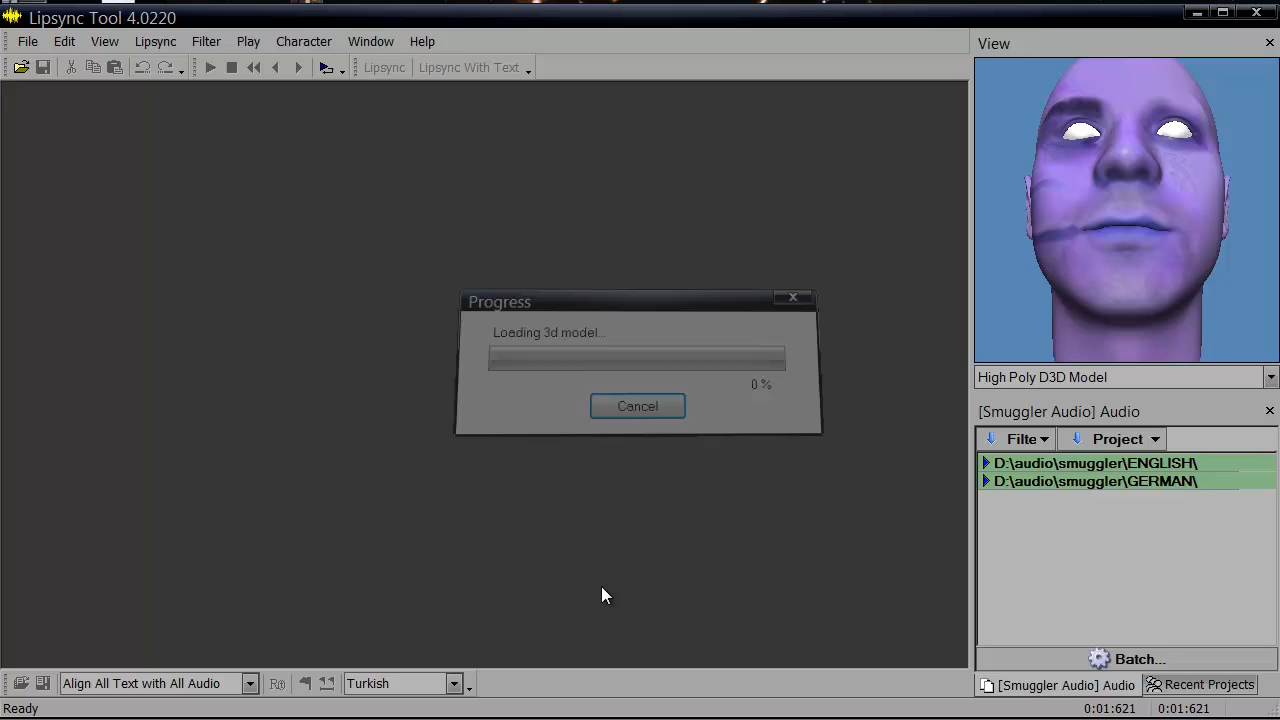 Lipsync Tool 4.0220
File Edit View Lipsync Filter Play Character Window Help
Lipsync Lipsync With Text
View
High Poly D3D Model
Progress
Loading 3d model...
0 %
Cancel
[Smuggler Audio] Audio
Filte Project
D:\audio\smuggler\ENGLISH\
D:\audio\smuggler\GERMAN\
Batch...
Align All Text with All Audio
Turkish
[Smuggler Audio] Audio Recent Projects
Ready
0:01:621 0:01:621